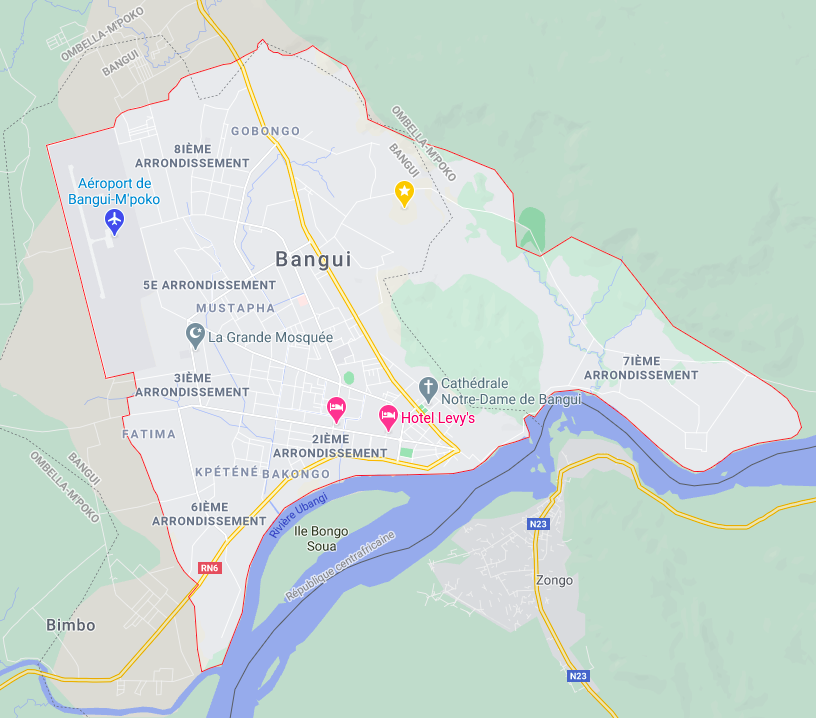 OMBELLA-M'POKO
BANGUI
GOBONGO
OMBELLA-M'POKO
BANGUI
8IÈME
ARRONDISSEMENT
Aéroport de
Bangui-M'poko
Bangui
5E ARRONDISSEMENT
MUSTAPHA
La Grande Mosquée
7IÈME
ARRONDISSEMENT
3IÈME
ARRONDISSEMENT
Cathédrale
Notre-Dame de Bangui
Hotel Levy's
FATIMA
2IÈME
ARRONDISSEMENT
BANGUI
OMBELLA-M'POKO
KPÉTÉNÉ
BAKONGO
6IÈME
ARRONDISSEMENT
Rivière Ubangi
Ile Bongo
Soua
République centrafricaine
N23
RN6
Zongo
Bimbo
N23